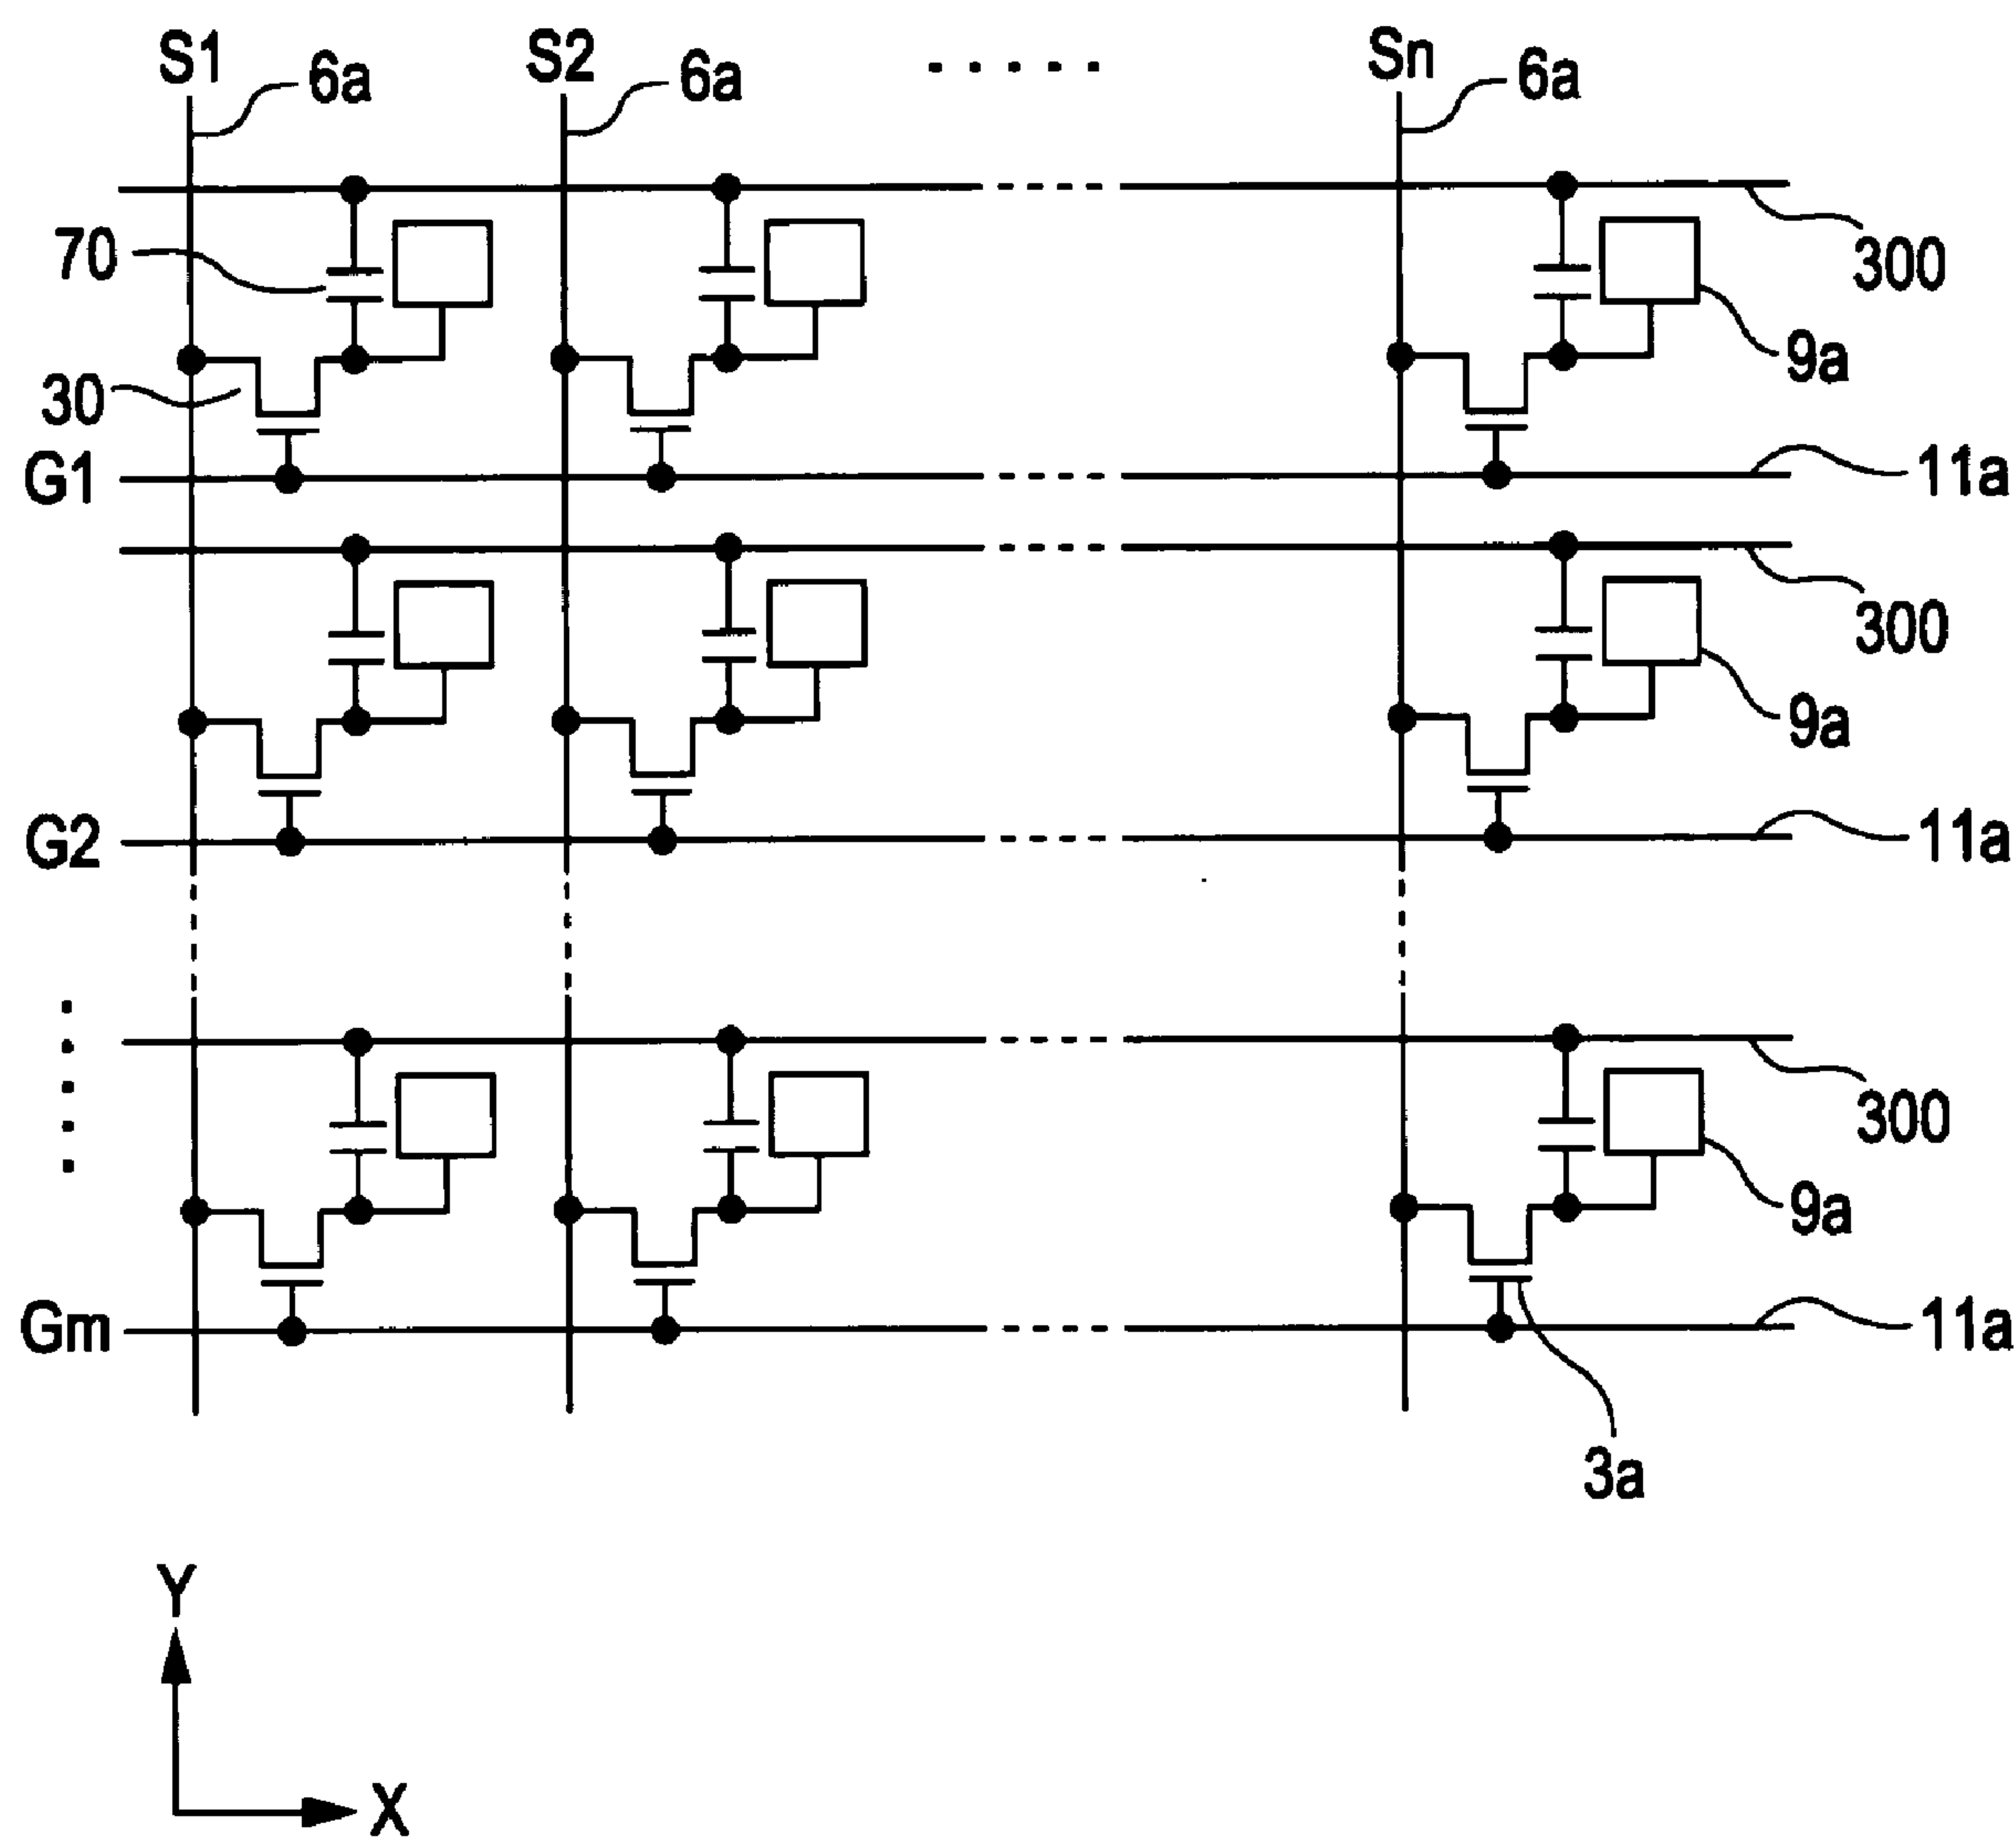 S1 6a S2 6a ..... Sn 6a
70 300
30 9a
G1 11a
300
9a
G2 11a
300
9a
Gm 11a
3a
Y
X